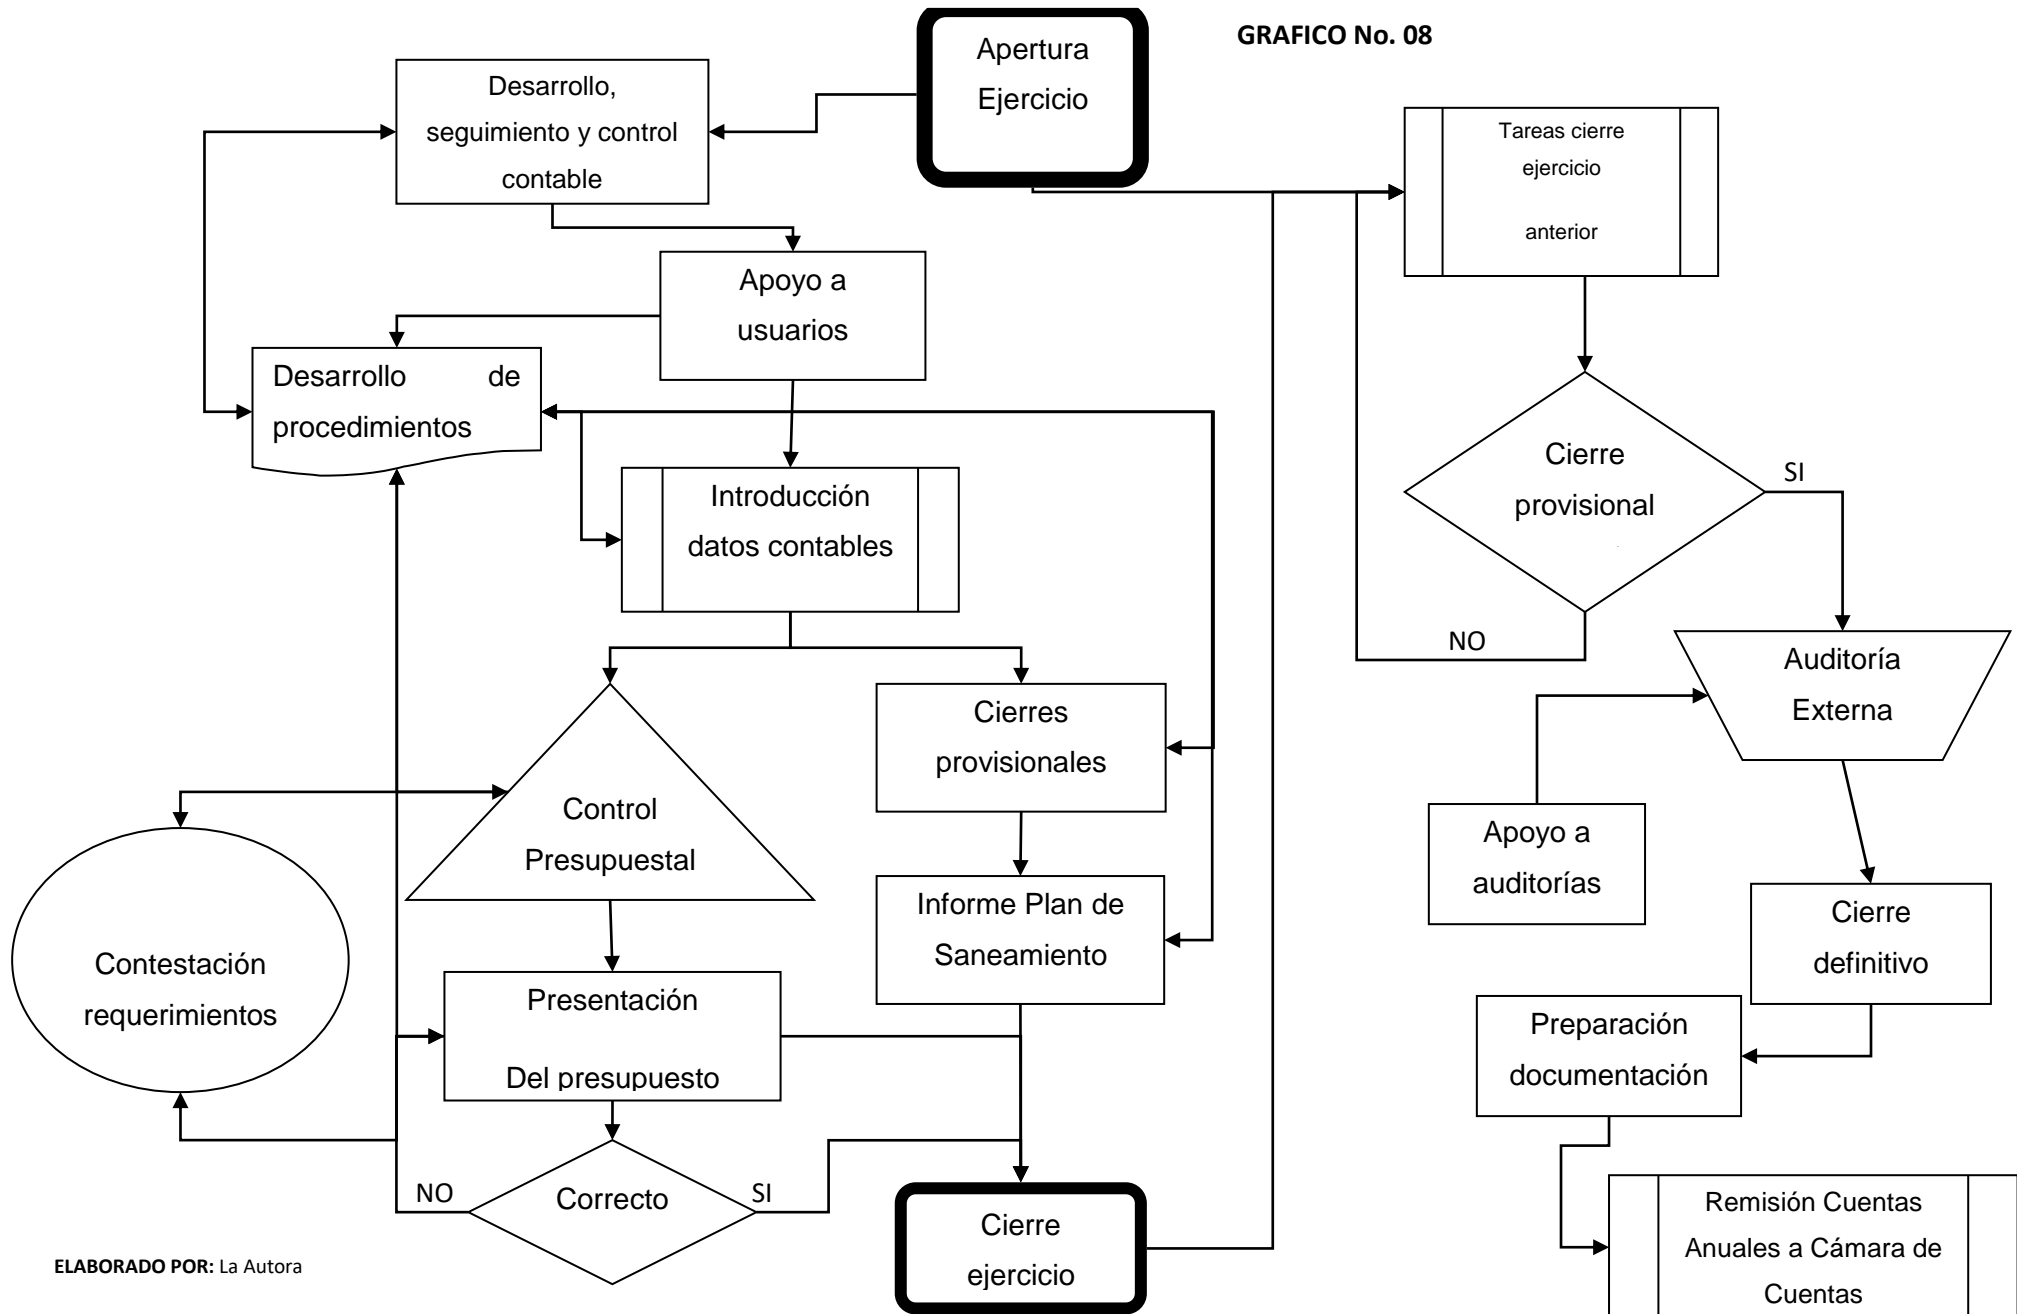 GRAFICO No. 08
Apertura
Ejercicio
Desarrollo,
seguimiento y control
contable
Tareas cierre
ejercicio
anterior
Apoyo a
usuarios
Desarrollo de
procedimientos
Introducción
datos contables
Cierre
provisional
SI
NO
Auditoría
Externa
Cierres
provisionales
Control
Presupuestal
Apoyo a
auditorías
Informe Plan de
Saneamiento
Cierre
definitivo
Contestación
requerimientos
Presentación
Del presupuesto
Preparación
documentación
NO
Correcto
SI
Cierre
ejercicio
Remisión Cuentas
Anuales a Cámara de
Cuentas
ELABORADO POR: La Autora